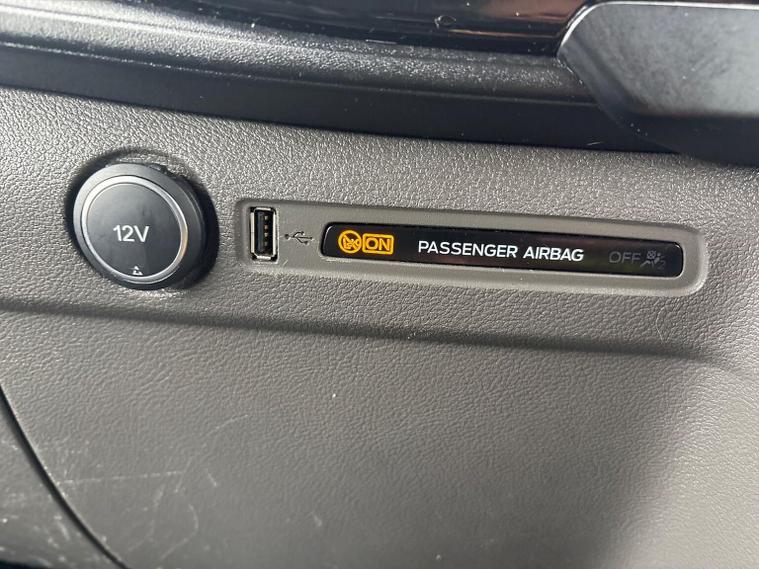 12V
ON PASSENGER AIRBAG OFF